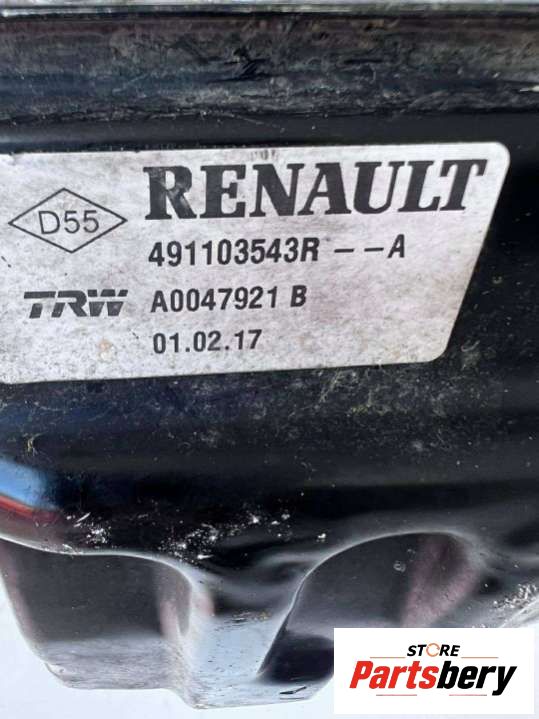 RENAULT
D55
491103543R -- A
TRW A0047921 B
01.02.17
STORE
Partsbery